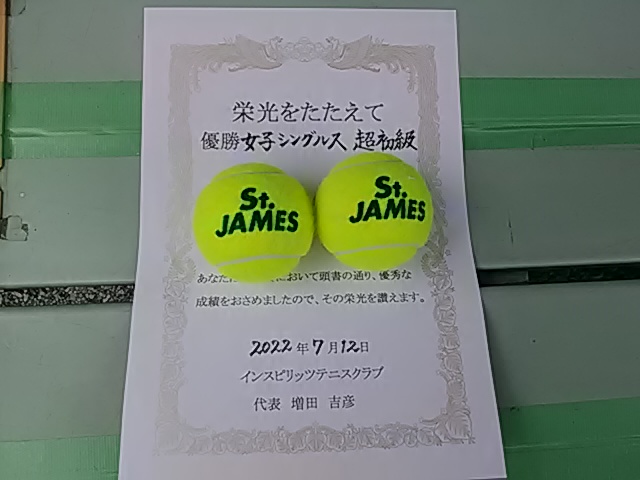 栄光をたたえて
優勝 女子シングルス 超初級
St.
JAMES
St.
JAMES
あなたは において頭書の通り、優秀な
成績をおさめましたので、その栄光を讃えます。
2022年7月12日
インスピリッツテニスクラブ
代表 増田 吉彦